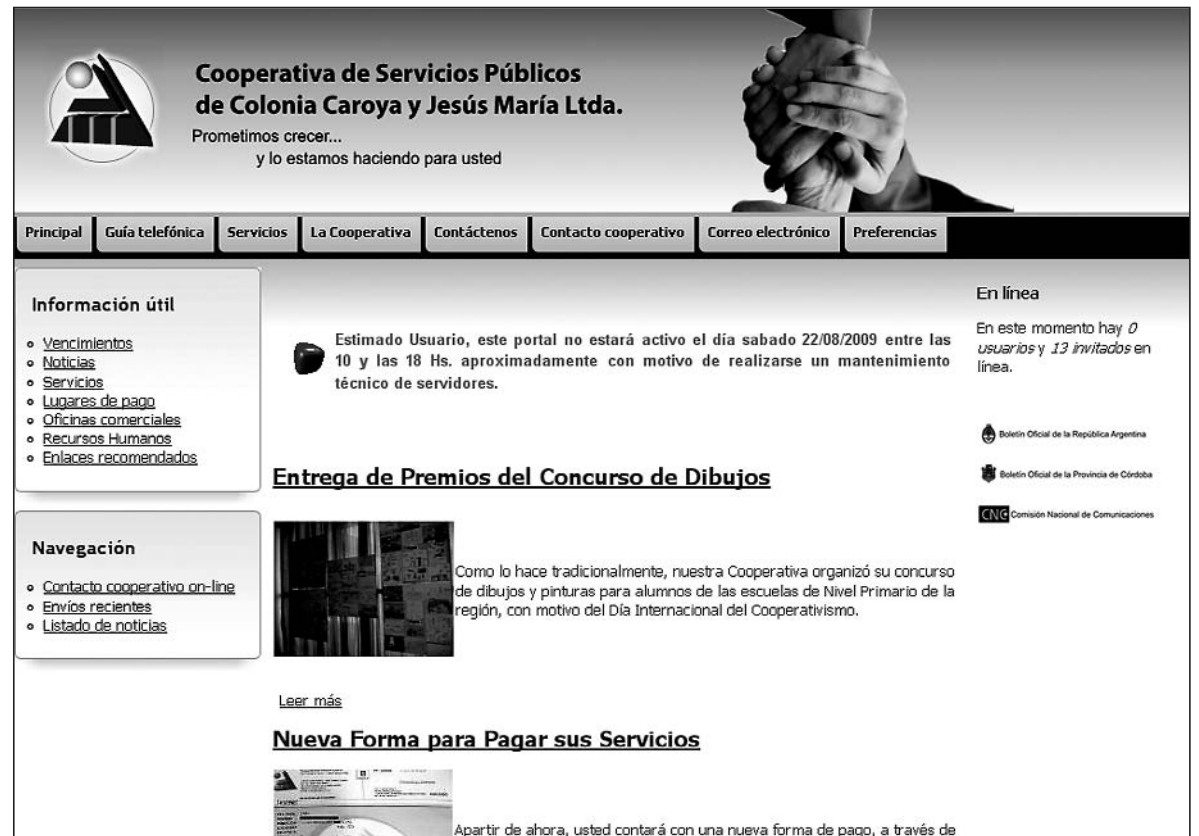 Cooperativa de Servicios Públicos
de Colonia Caroya y Jesús María Ltda.
Prometimos crecer...
y lo estamos haciendo para usted
Principal
Guía telefónica
Servicios
La Cooperativa
Contáctenos
Contacto cooperativo
Correo electrónico
Preferencias
Información útil
Vencimientos
Noticias
Servicios
Lugares de pago
Oficinas comerciales
Recursos Humanos
Enlaces recomendados
Navegación
Contacto cooperativo on-line
Envíos recientes
Listado de noticias
Estimado Usuario, este portal no estará activo el día sabado 22/08/2009 entre las
10 y las 18 Hs. aproximadamente con motivo de realizarse un mantenimiento
técnico de servidores.
Entrega de Premios del Concurso de Dibujos
Como lo hace tradicionalmente, nuestra Cooperativa organizó su concurso
de dibujos y pinturas para alumnos de las escuelas de Nivel Primario de la
región, con motivo del Día Internacional del Cooperativismo.
Leer más
Nueva Forma para Pagar sus Servicios
Apartir de ahora, usted contará con una nueva forma de pago, a través de
En línea
En este momento hay 0
usuarios y 13 invitados en
línea.
Boletín Oficial de la República Argentina
Boletín Oficial de la Provincia de Córdoba
CNC Comisión Nacional de Comunicaciones